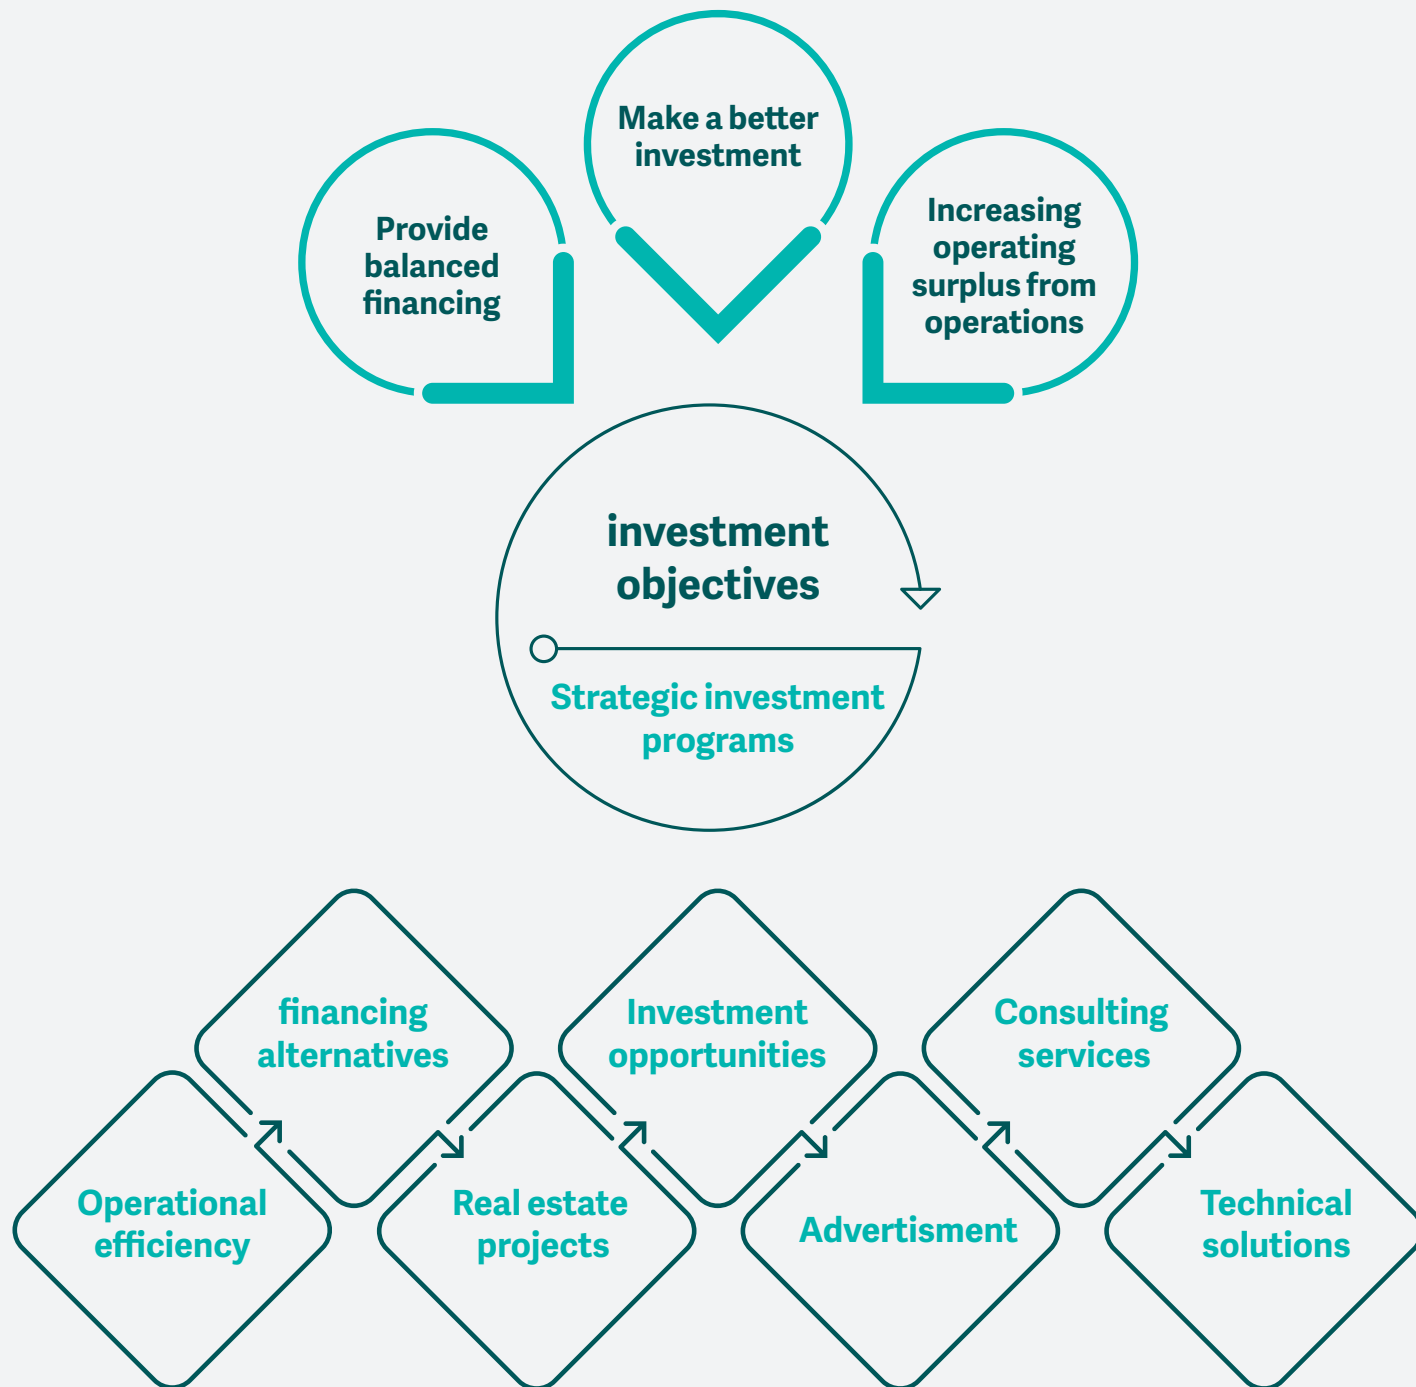 Make a better
investment
Provide
balanced
financing
Increasing
operating
surplus from
operations
investment
objectives
Strategic investment
programs
financing
alternatives
Investment
opportunities
Consulting
services
Operational
efficiency
Real estate
projects
Advertisment
Technical
solutions